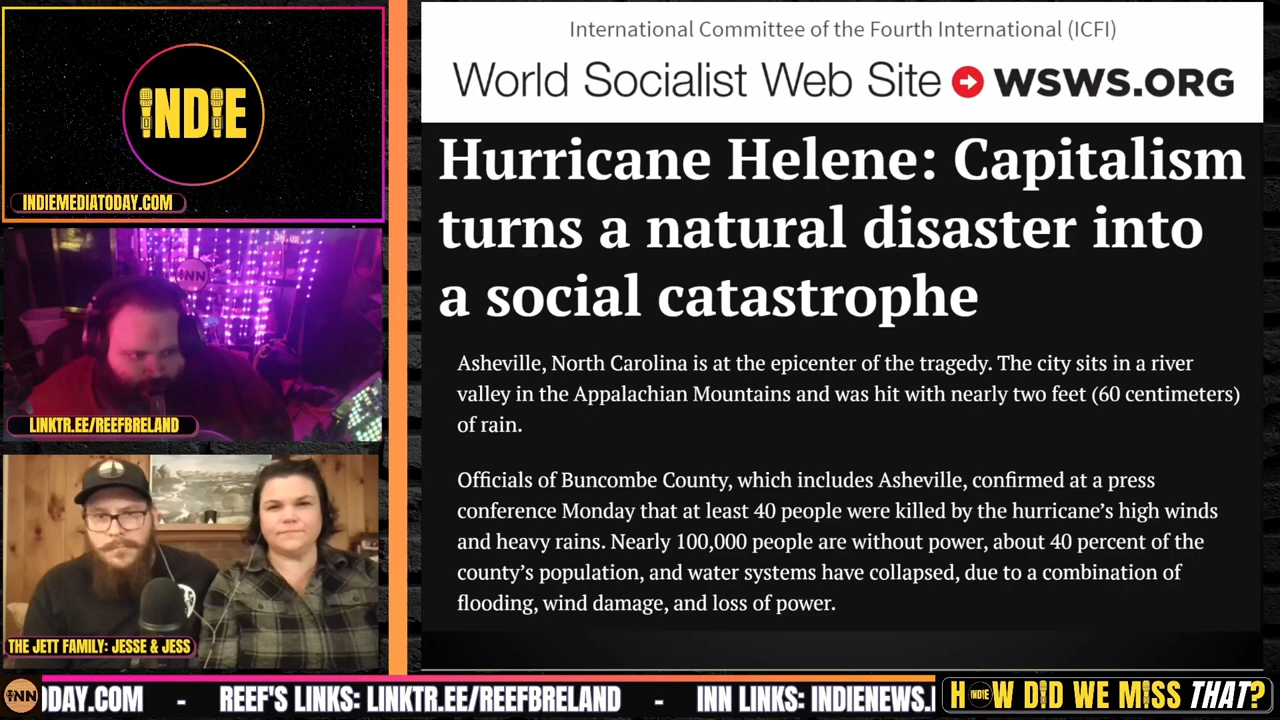 INDIE
INDIEMEDIATODAY.COM
INN
LINKTR.EE/REEFBRELAND
THE JETT FAMILY: JESSE & JESS
International Committee of the Fourth International (ICFI)
World Socialist Web Site WSWS.ORG
Hurricane Helene: Capitalism
turns a natural disaster into
a social catastrophe
Asheville, North Carolina is at the epicenter of the tragedy. The city sits in a river
valley in the Appalachian Mountains and was hit with nearly two feet (60 centimeters)
of rain.
Officials of Buncombe County, which includes Asheville, confirmed at a press
conference Monday that at least 40 people were killed by the hurricane’s high winds
and heavy rains. Nearly 100,000 people are without power, about 40 percent of the
county’s population, and water systems have collapsed, due to a combination of
flooding, wind damage, and loss of power.
INN ODAY.COM - REEF'S LINKS: LINKTR.EE/REEFBRELAND - INN LINKS: INDIENEWS.
HOW DID WE MISS THAT?
INDIE